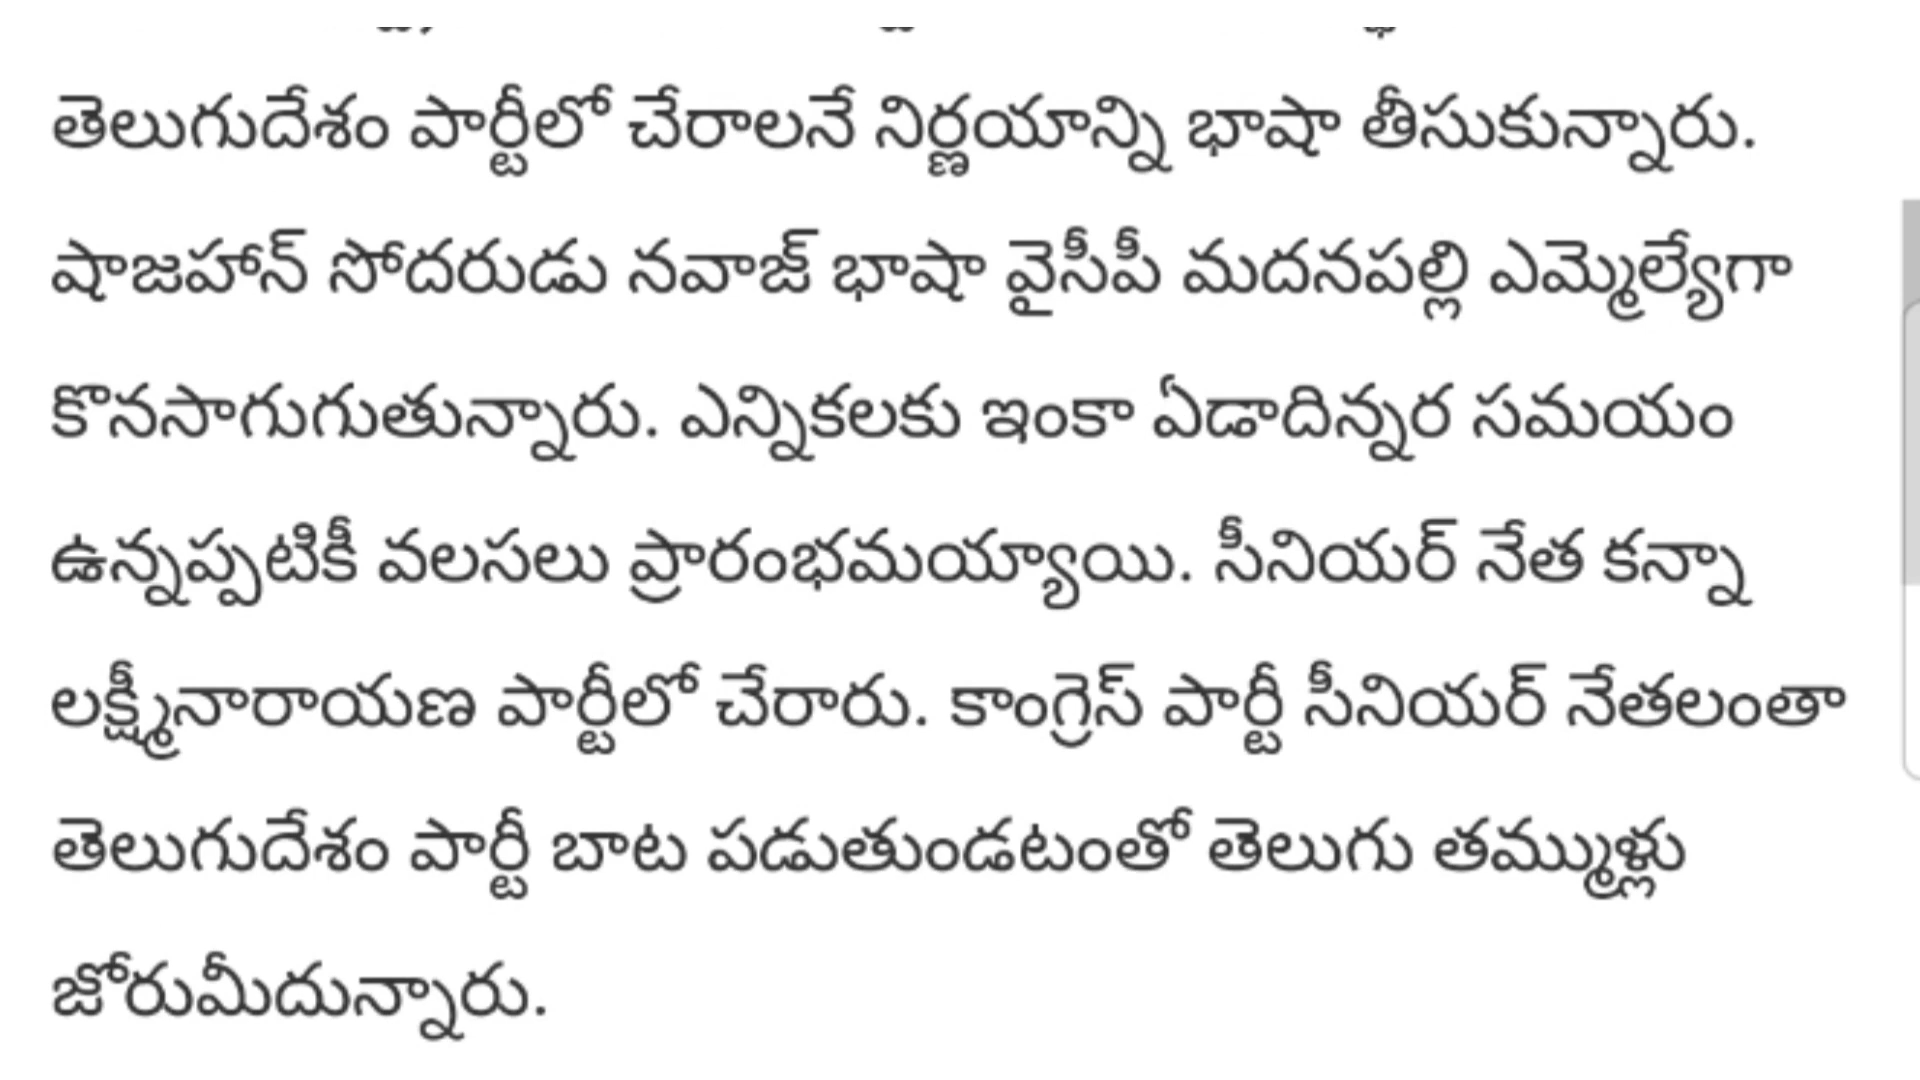 తెలుగుదేశం పార్టీలో చేరాలనే నిర్ణయాన్ని భాషా తీసుకున్నారు.
షాజహాన్ సోదరుడు నవాజ్ భాషా వైసీపీ మదనపల్లి ఎమ్మెల్యేగా
కొనసాగుగుతున్నారు. ఎన్నికలకు ఇంకా ఏడాదిన్నర సమయం
ఉన్నప్పటికీ వలసలు ప్రారంభమయ్యాయి. సీనియర్ నేత కన్నా
లక్ష్మీనారాయణ పార్టీలో చేరారు. కాంగ్రెస్ పార్టీ సీనియర్ నేతలంతా
తెలుగుదేశం పార్టీ బాట పడుతుండటంతో తెలుగు తమ్ముళ్లు
జోరుమీదున్నారు.